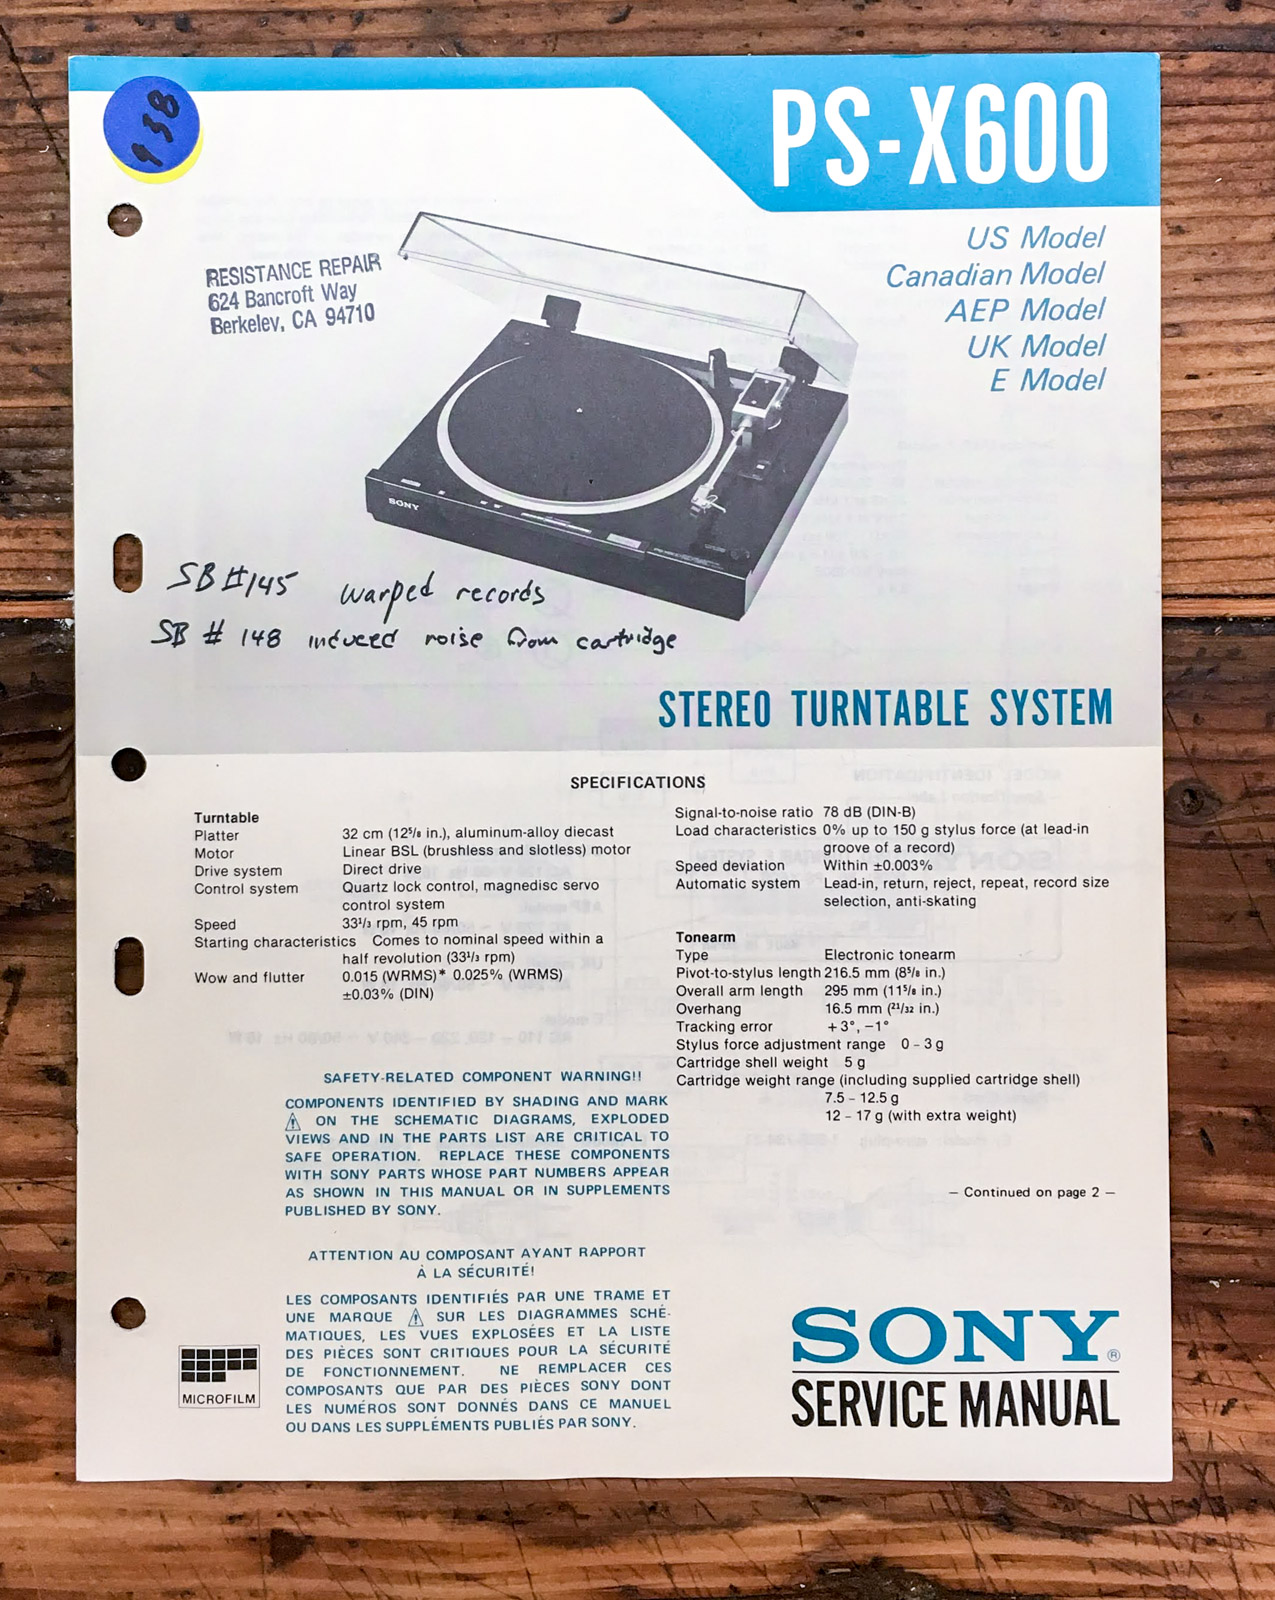 938
PS-X600
US Model
Canadian Model
AEP Model
UK Model
E Model
RESISTANCE REPAIR
624 Bancroft Way
Berkelev, CA 94710
SONY
SB #145 warped records
SB # 148 induced noise from cartridge
STEREO TURNTABLE SYSTEM
SPECIFICATIONS
Turntable
Platter 32 cm (12⁵/₈ in.), aluminum-alloy diecast
Motor Linear BSL (brushless and slotless) motor
Drive system Direct drive
Control system Quartz lock control, magnedisc servo
control system
Speed 33¹/₃ rpm, 45 rpm
Starting characteristics Comes to nominal speed within a
half revolution (33¹/₃ rpm)
Wow and flutter 0.015 (WRMS)* 0.025% (WRMS)
±0.03% (DIN)
Signal-to-noise ratio 78 dB (DIN-B)
Load characteristics 0% up to 150 g stylus force (at lead-in
groove of a record)
Speed deviation Within ±0.003%
Automatic system Lead-in, return, reject, repeat, record size
selection, anti-skating
Tonearm
Type Electronic tonearm
Pivot-to-stylus length 216.5 mm (8⁵/₈ in.)
Overall arm length 295 mm (11⁵/₈ in.)
Overhang 16.5 mm (²¹/₃₂ in.)
Tracking error +3°, −1°
Stylus force adjustment range 0 – 3 g
Cartridge shell weight 5 g
Cartridge weight range (including supplied cartridge shell)
7.5 – 12.5 g
12 – 17 g (with extra weight)
— Continued on page 2 —
SAFETY-RELATED COMPONENT WARNING!!
COMPONENTS IDENTIFIED BY SHADING AND MARK
⚠ ON THE SCHEMATIC DIAGRAMS, EXPLODED
VIEWS AND IN THE PARTS LIST ARE CRITICAL TO
SAFE OPERATION. REPLACE THESE COMPONENTS
WITH SONY PARTS WHOSE PART NUMBERS APPEAR
AS SHOWN IN THIS MANUAL OR IN SUPPLEMENTS
PUBLISHED BY SONY.
ATTENTION AU COMPOSANT AYANT RAPPORT
À LA SÉCURITÉ!
LES COMPOSANTS IDENTIFIÉS PAR UNE TRAME ET
UNE MARQUE ⚠ SUR LES DIAGRAMMES SCHÉ-
MATIQUES, LES VUES EXPLOSÉES ET LA LISTE
DES PIÈCES SONT CRITIQUES POUR LA SÉCURITÉ
DE FONCTIONNEMENT. NE REMPLACER CES
COMPOSANTS QUE PAR DES PIÈCES SONY DONT
LES NUMÉROS SONT DONNÉS DANS CE MANUEL
OU DANS LES SUPPLÉMENTS PUBLIÉS PAR SONY.
MICROFILM
SONY®
SERVICE MANUAL